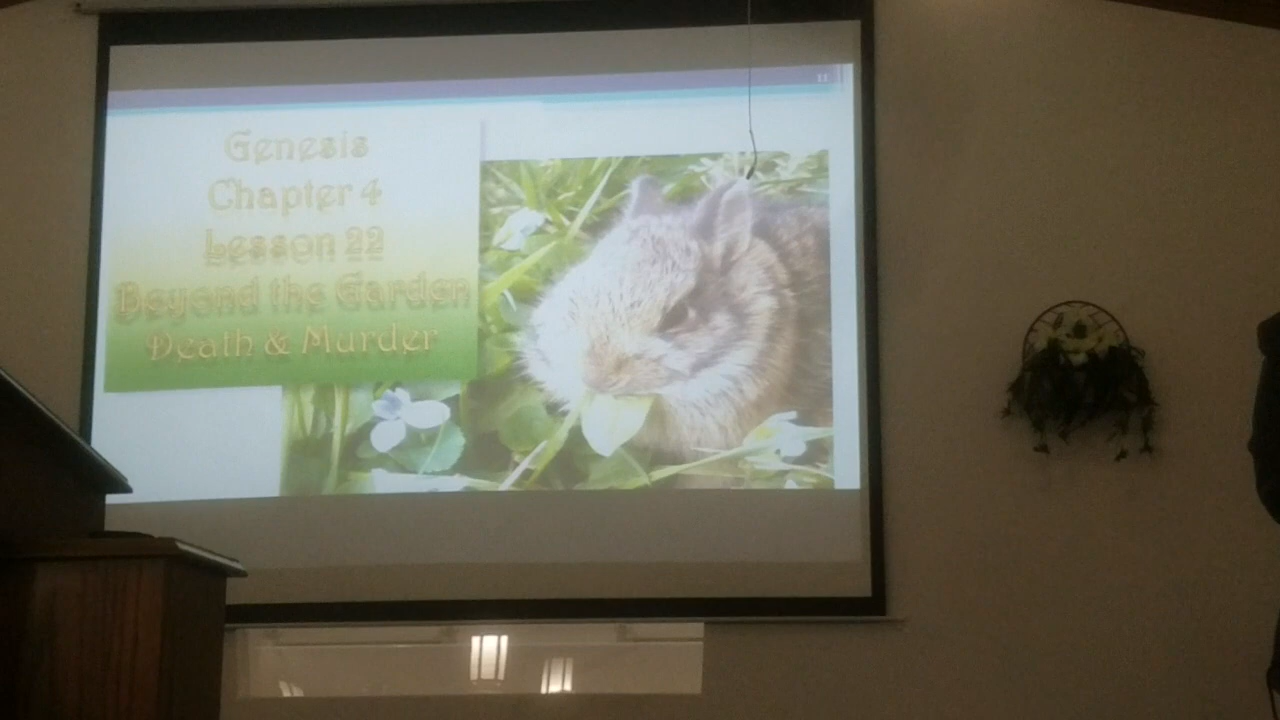 Genesis
Chapter 4
Lesson 22
Beyond the Garden
Death & Murder